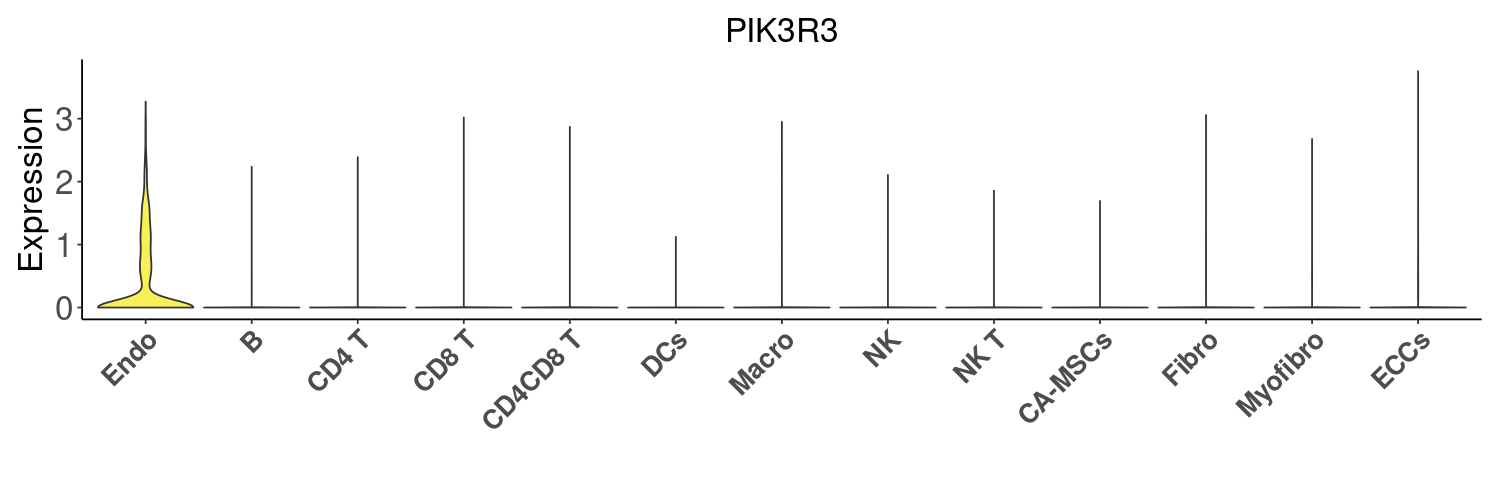 PIK3R3
Expression
3
2
1
0
Endo
B
CD4 T
CD8 T
CD4CD8 T
DCs
Macro
NK
NK T
CA-MSCs
Fibro
Myofibro
ECCs